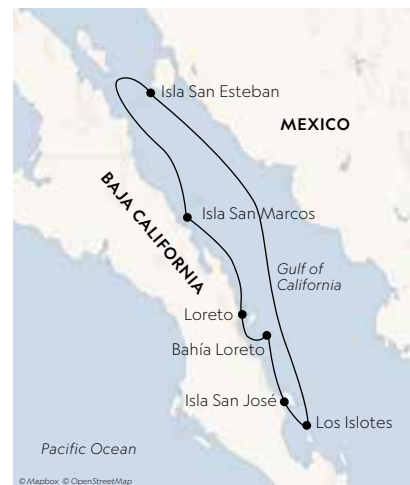 Isla San Esteban
MEXICO
BAJA CALIFORNIA
Isla San Marcos
Gulf of
California
Loreto
Bahía Loreto
Isla San José
Los Islotes
Pacific Ocean
© Mapbox © OpenStreetMap